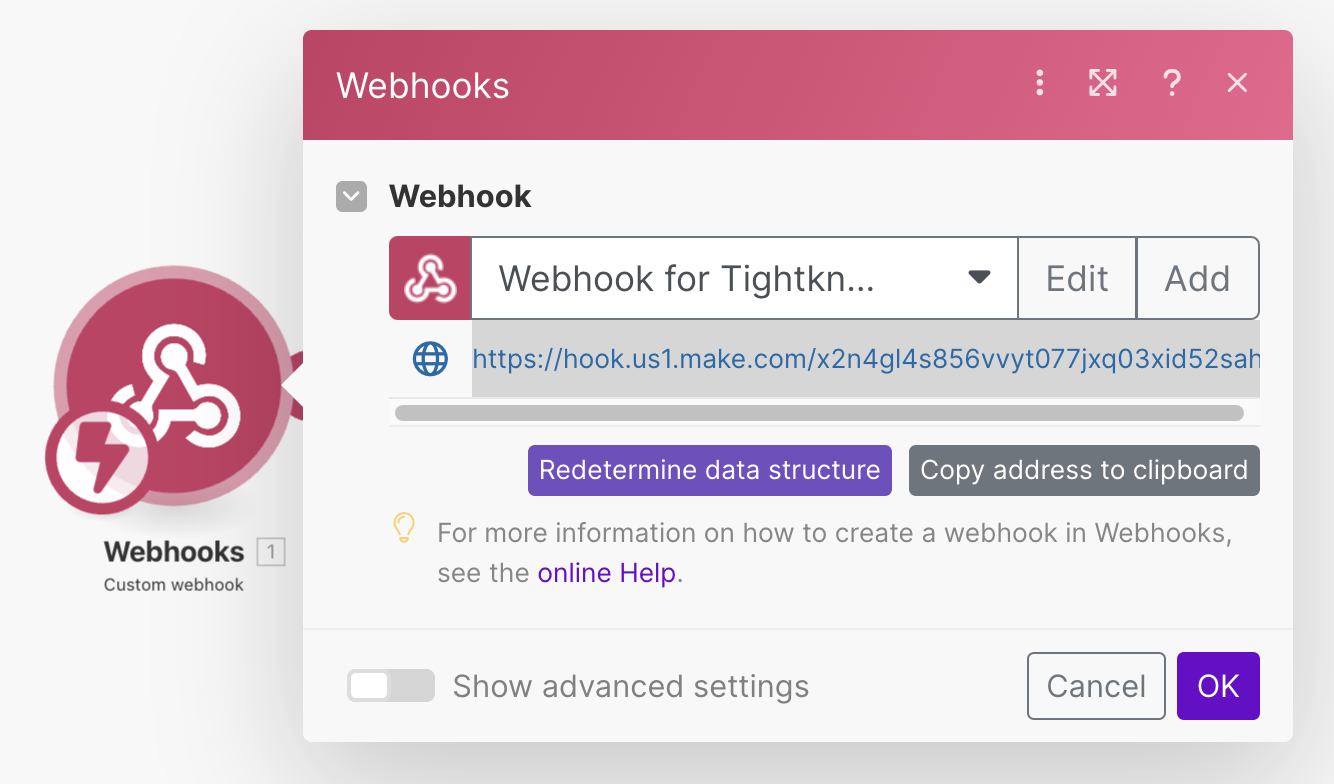 Webhooks
Webhook
Webhook for Tightkn...
Edit
Add
https://hook.us1.make.com/x2n4gl4s856vvyt077jxq03xid52sah
Redetermine data structure
Copy address to clipboard
For more information on how to create a webhook in Webhooks,
see the online Help.
Webhooks 1
Custom webhook
Show advanced settings
Cancel
OK